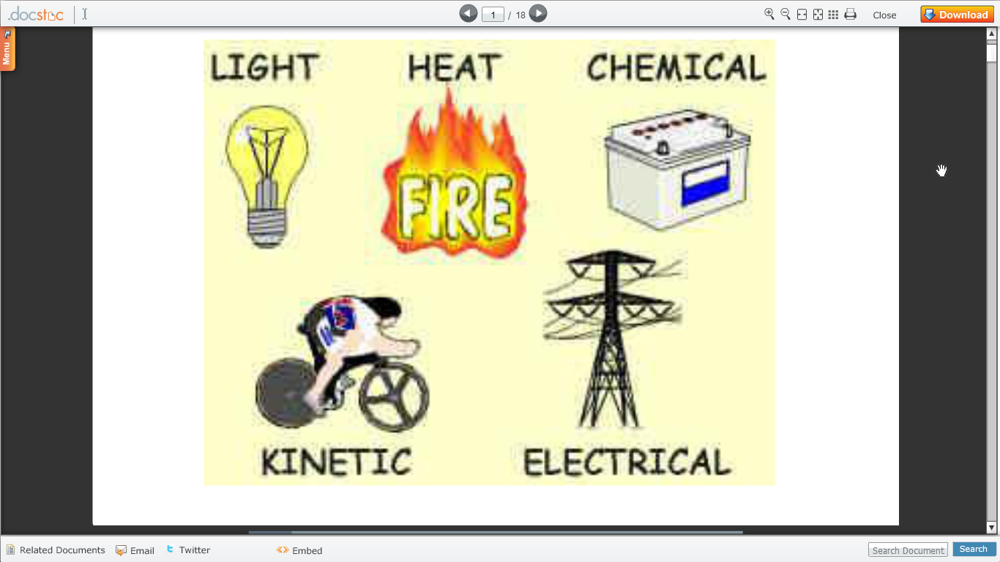 .docstoc
1 / 18
Close
Download
Menu
LIGHT HEAT CHEMICAL
FIRE
KINETIC ELECTRICAL
Related Documents Email Twitter Embed Search Document Search